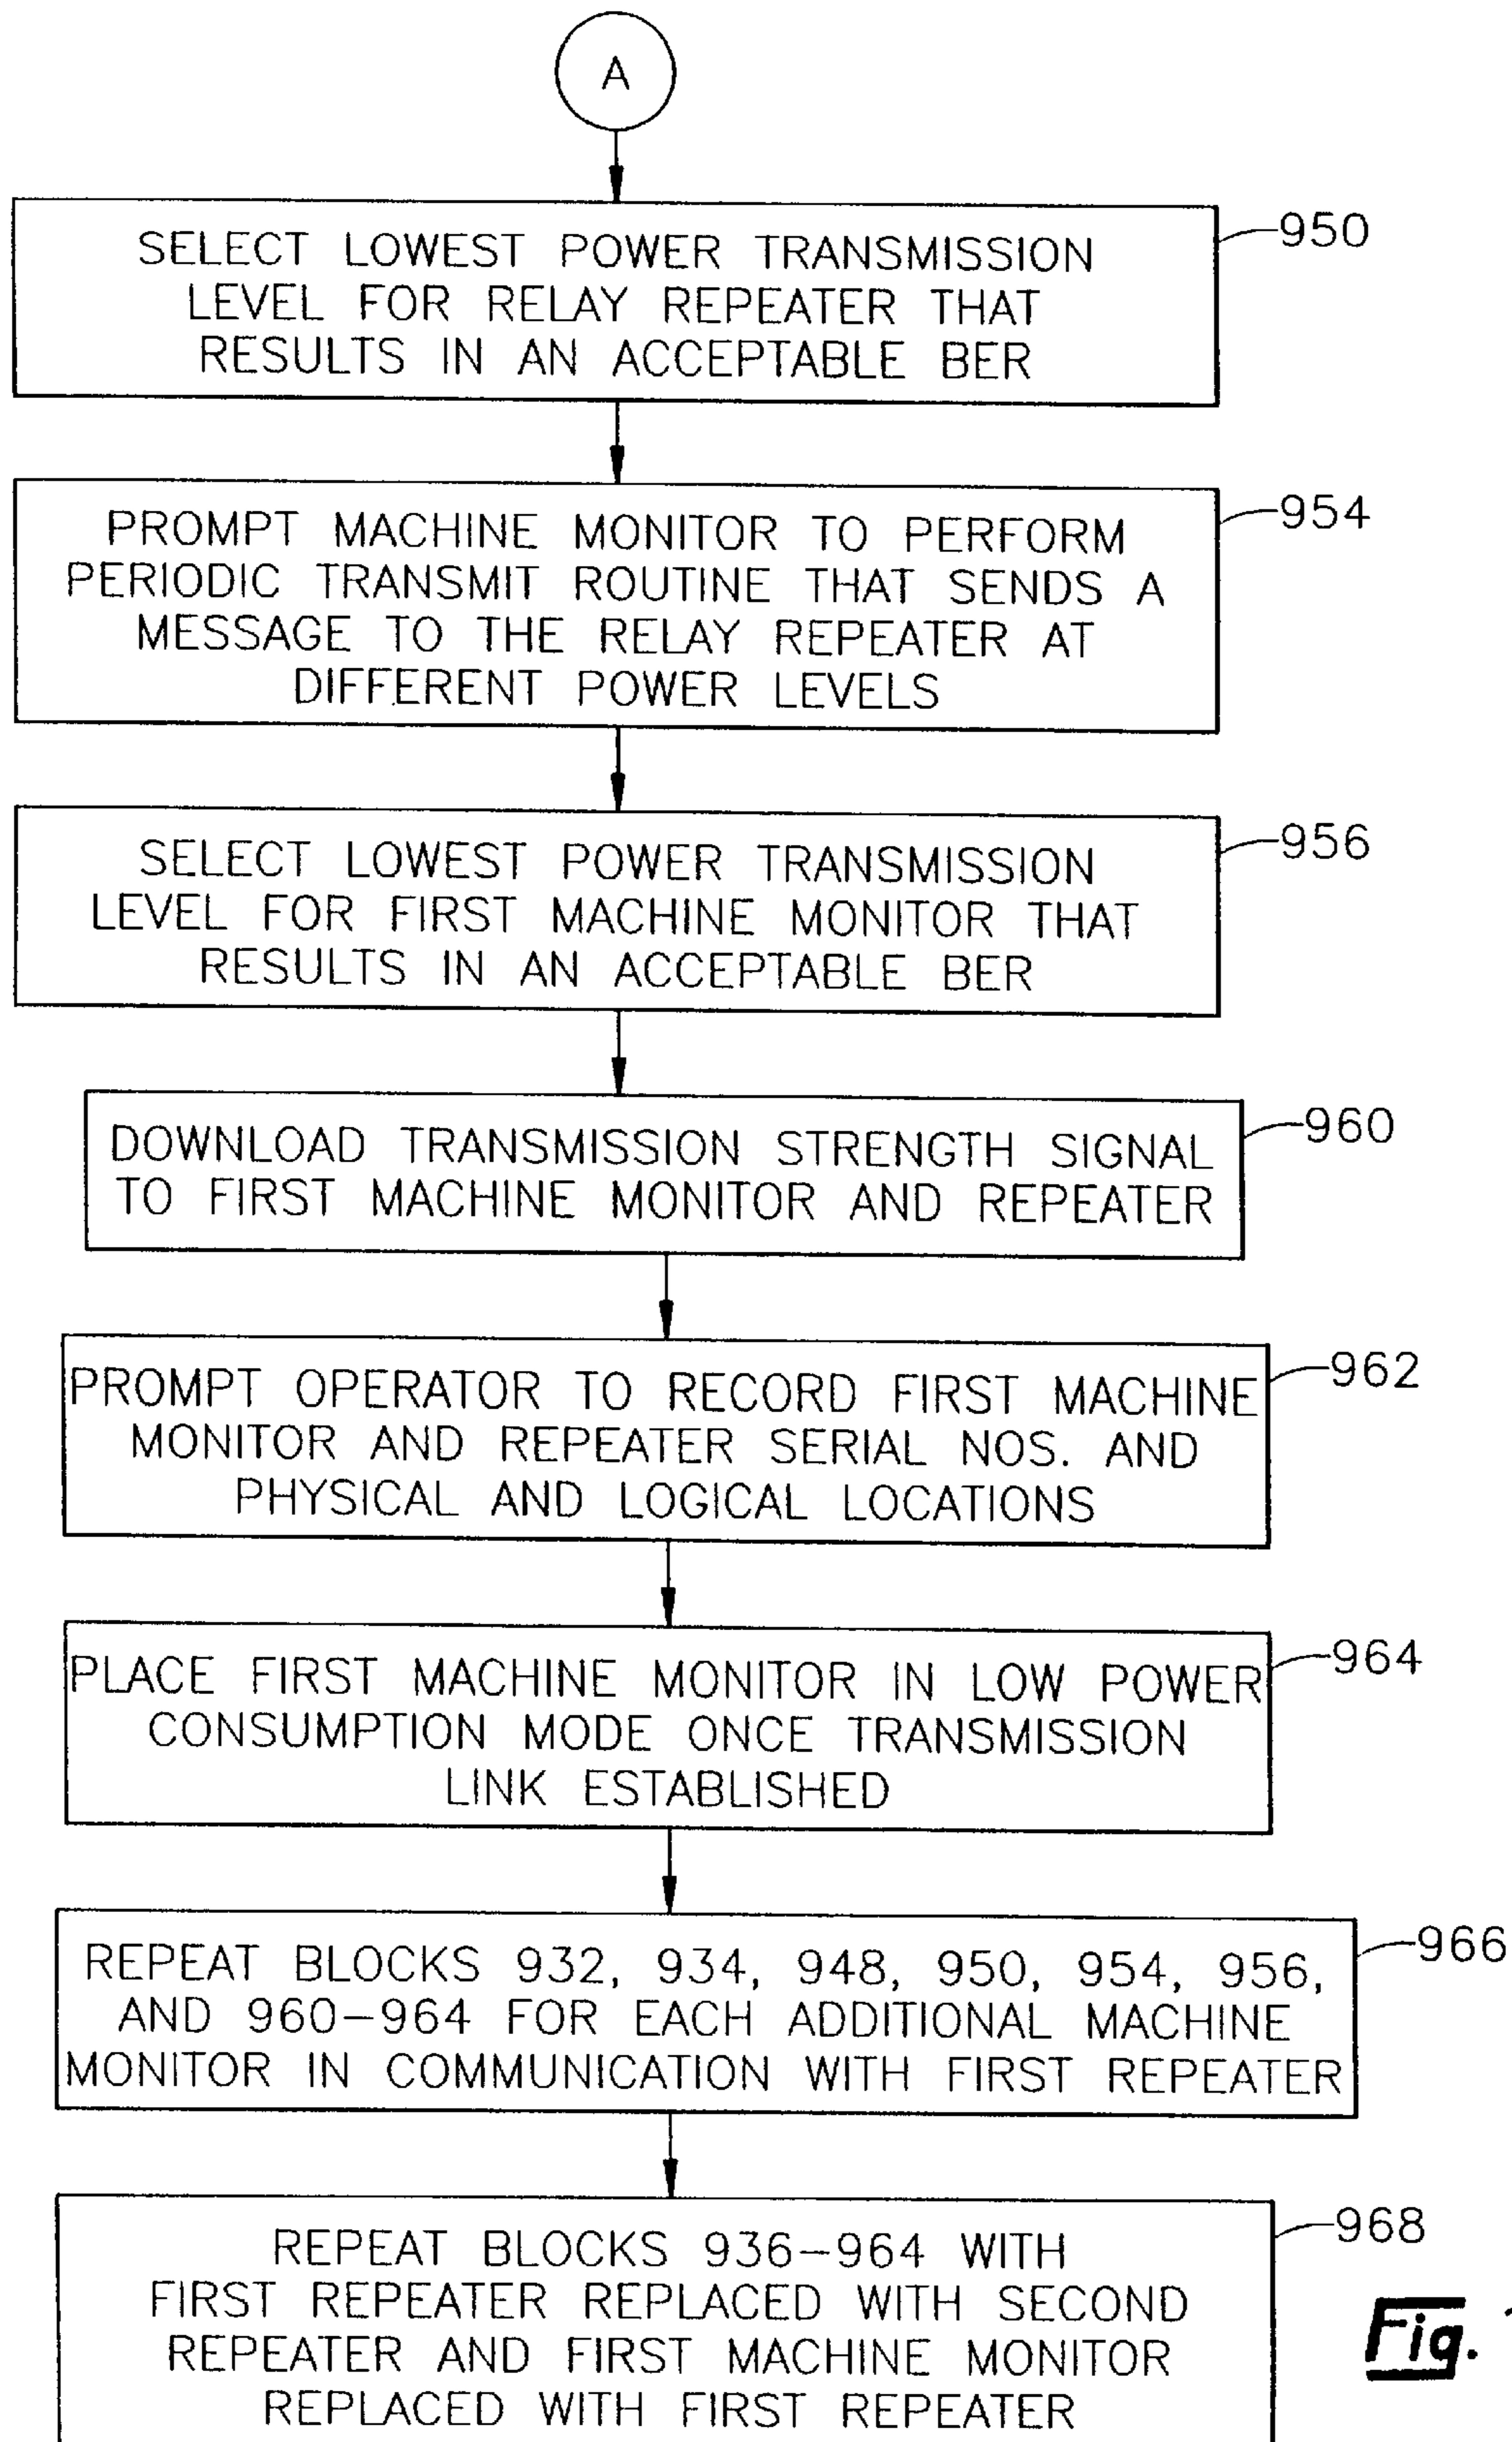 A
SELECT LOWEST POWER TRANSMISSION
LEVEL FOR RELAY REPEATER THAT
RESULTS IN AN ACCEPTABLE BER
950
PROMPT MACHINE MONITOR TO PERFORM
PERIODIC TRANSMIT ROUTINE THAT SENDS A
MESSAGE TO THE RELAY REPEATER AT
DIFFERENT POWER LEVELS
954
SELECT LOWEST POWER TRANSMISSION
LEVEL FOR FIRST MACHINE MONITOR THAT
RESULTS IN AN ACCEPTABLE BER
956
DOWNLOAD TRANSMISSION STRENGTH SIGNAL
TO FIRST MACHINE MONITOR AND REPEATER
960
PROMPT OPERATOR TO RECORD FIRST MACHINE
MONITOR AND REPEATER SERIAL NOS. AND
PHYSICAL AND LOGICAL LOCATIONS
962
PLACE FIRST MACHINE MONITOR IN LOW POWER
CONSUMPTION MODE ONCE TRANSMISSION
LINK ESTABLISHED
964
REPEAT BLOCKS 932, 934, 948, 950, 954, 956,
AND 960-964 FOR EACH ADDITIONAL MACHINE
MONITOR IN COMMUNICATION WITH FIRST REPEATER
966
REPEAT BLOCKS 936-964 WITH
FIRST REPEATER REPLACED WITH SECOND
REPEATER AND FIRST MACHINE MONITOR
REPLACED WITH FIRST REPEATER
968
Fig.